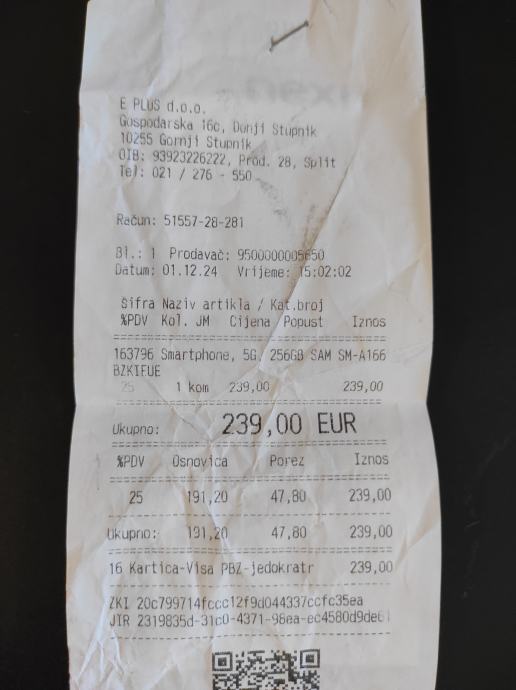 E PLUS d.o.o.
Gospodarska 16c, Donji Stupnik
10255 Gornji Stupnik
OIB: 93923226222, Prod. 28, Split
Tel: 021 / 276 - 550
Račun: 51557-28-281
Bl.: 1 Prodavač: 9500000005650
Datum: 01.12.24 Vrijeme: 15:02:02
Šifra Naziv artikla / Kat.broj
%PDV Kol. JM Cijena Popust Iznos
163796 Smartphone, 5G, 256GB SAM SM-A166
BZKIFUE
25 1 kom 239,00 239,00
Ukupno: 239,00 EUR
%PDV Osnovica Porez Iznos
25 191,20 47,80 239,00
Ukupno: 191,20 47,80 239,00
16 Kartica-Visa PBZ-jedokratr 239,00
ZKI 20c799714fccc12f9d044337ccfc35ea
JIR 2319835d-31c0-4371-98ea-ec4580d9de61